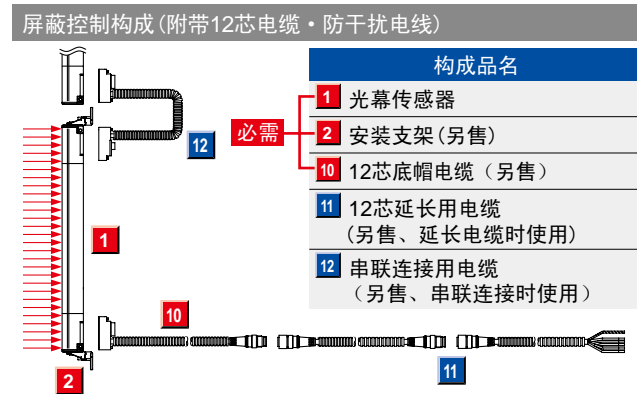 屏蔽控制构成(附带12芯电缆・防干扰电线)
构成品名
必需
1 光幕传感器
2 安装支架(另售)
10 12芯底帽电缆（另售）
11 12芯延长用电缆
(另售、延长电缆时使用)
12 串联连接用电缆
（另售、串联连接时使用）
12
1
10
11
2